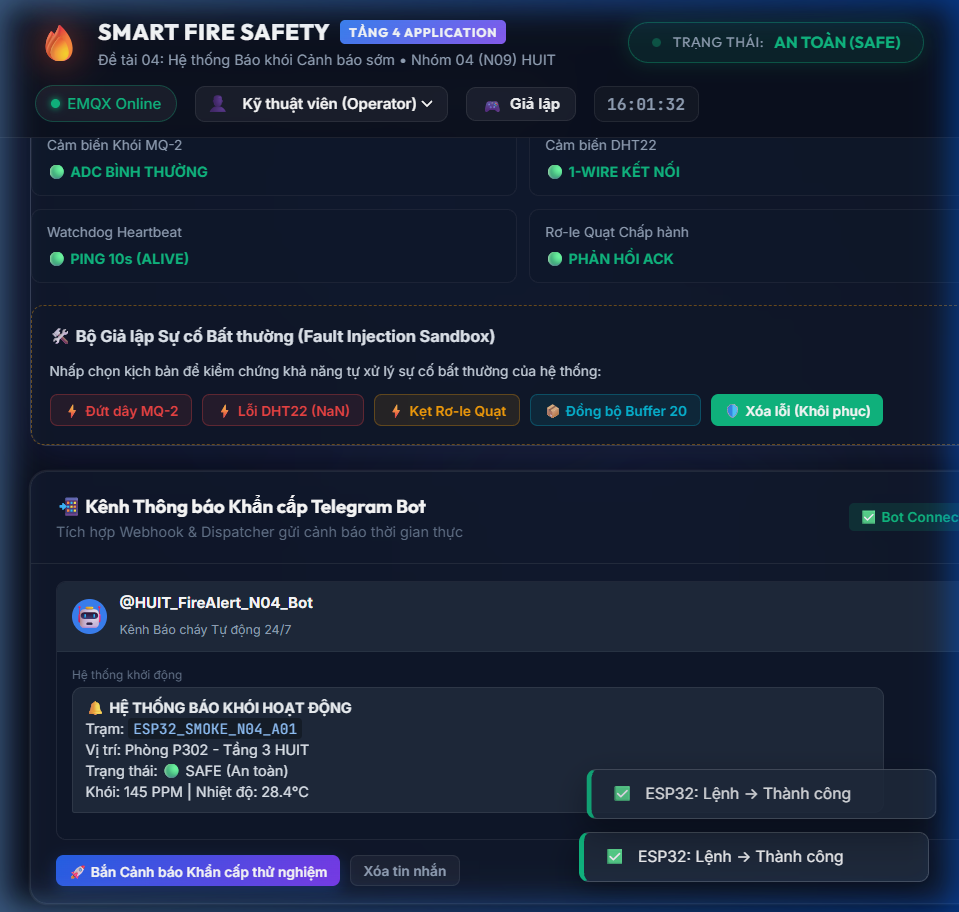 SMART FIRE SAFETY TẦNG 4 APPLICATION
Đề tài 04: Hệ thống Báo khói Cảnh báo sớm • Nhóm 04 (N09) HUIT
TRẠNG THÁI: AN TOÀN (SAFE)
EMQX Online
Kỹ thuật viên (Operator)
Giả lập
16:01:32
Cảm biến Khói MQ-2
ADC BÌNH THƯỜNG
Cảm biến DHT22
1-WIRE KẾT NỐI
Watchdog Heartbeat
PING 10s (ALIVE)
Rơ-le Quạt Chấp hành
PHẢN HỒI ACK
Bộ Giả lập Sự cố Bất thường (Fault Injection Sandbox)
Nhấp chọn kịch bản để kiểm chứng khả năng tự xử lý sự cố bất thường của hệ thống:
Đứt dây MQ-2
Lỗi DHT22 (NaN)
Kẹt Rơ-le Quạt
Đồng bộ Buffer 20
Xóa lỗi (Khôi phục)
Kênh Thông báo Khẩn cấp Telegram Bot
Tích hợp Webhook & Dispatcher gửi cảnh báo thời gian thực
Bot Connec
@HUIT_FireAlert_N04_Bot
Kênh Báo cháy Tự động 24/7
Hệ thống khởi động
HỆ THỐNG BÁO KHÓI HOẠT ĐỘNG
Trạm: ESP32_SMOKE_N04_A01
Vị trí: Phòng P302 - Tầng 3 HUIT
Trạng thái: SAFE (An toàn)
Khói: 145 PPM | Nhiệt độ: 28.4°C
ESP32: Lệnh → Thành công
ESP32: Lệnh → Thành công
Bắn Cảnh báo Khẩn cấp thử nghiệm
Xóa tin nhắn